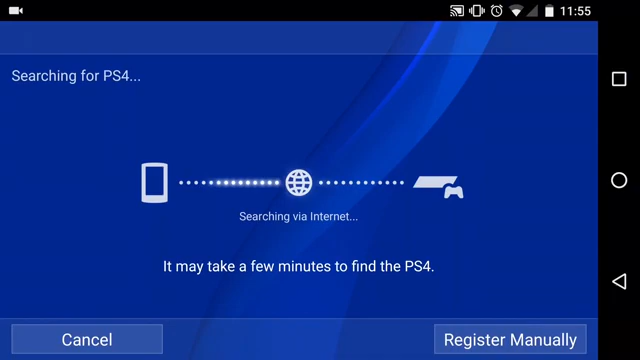 11:55
Searching for PS4...
Searching via Internet...
It may take a few minutes to find the PS4.
Cancel
Register Manually